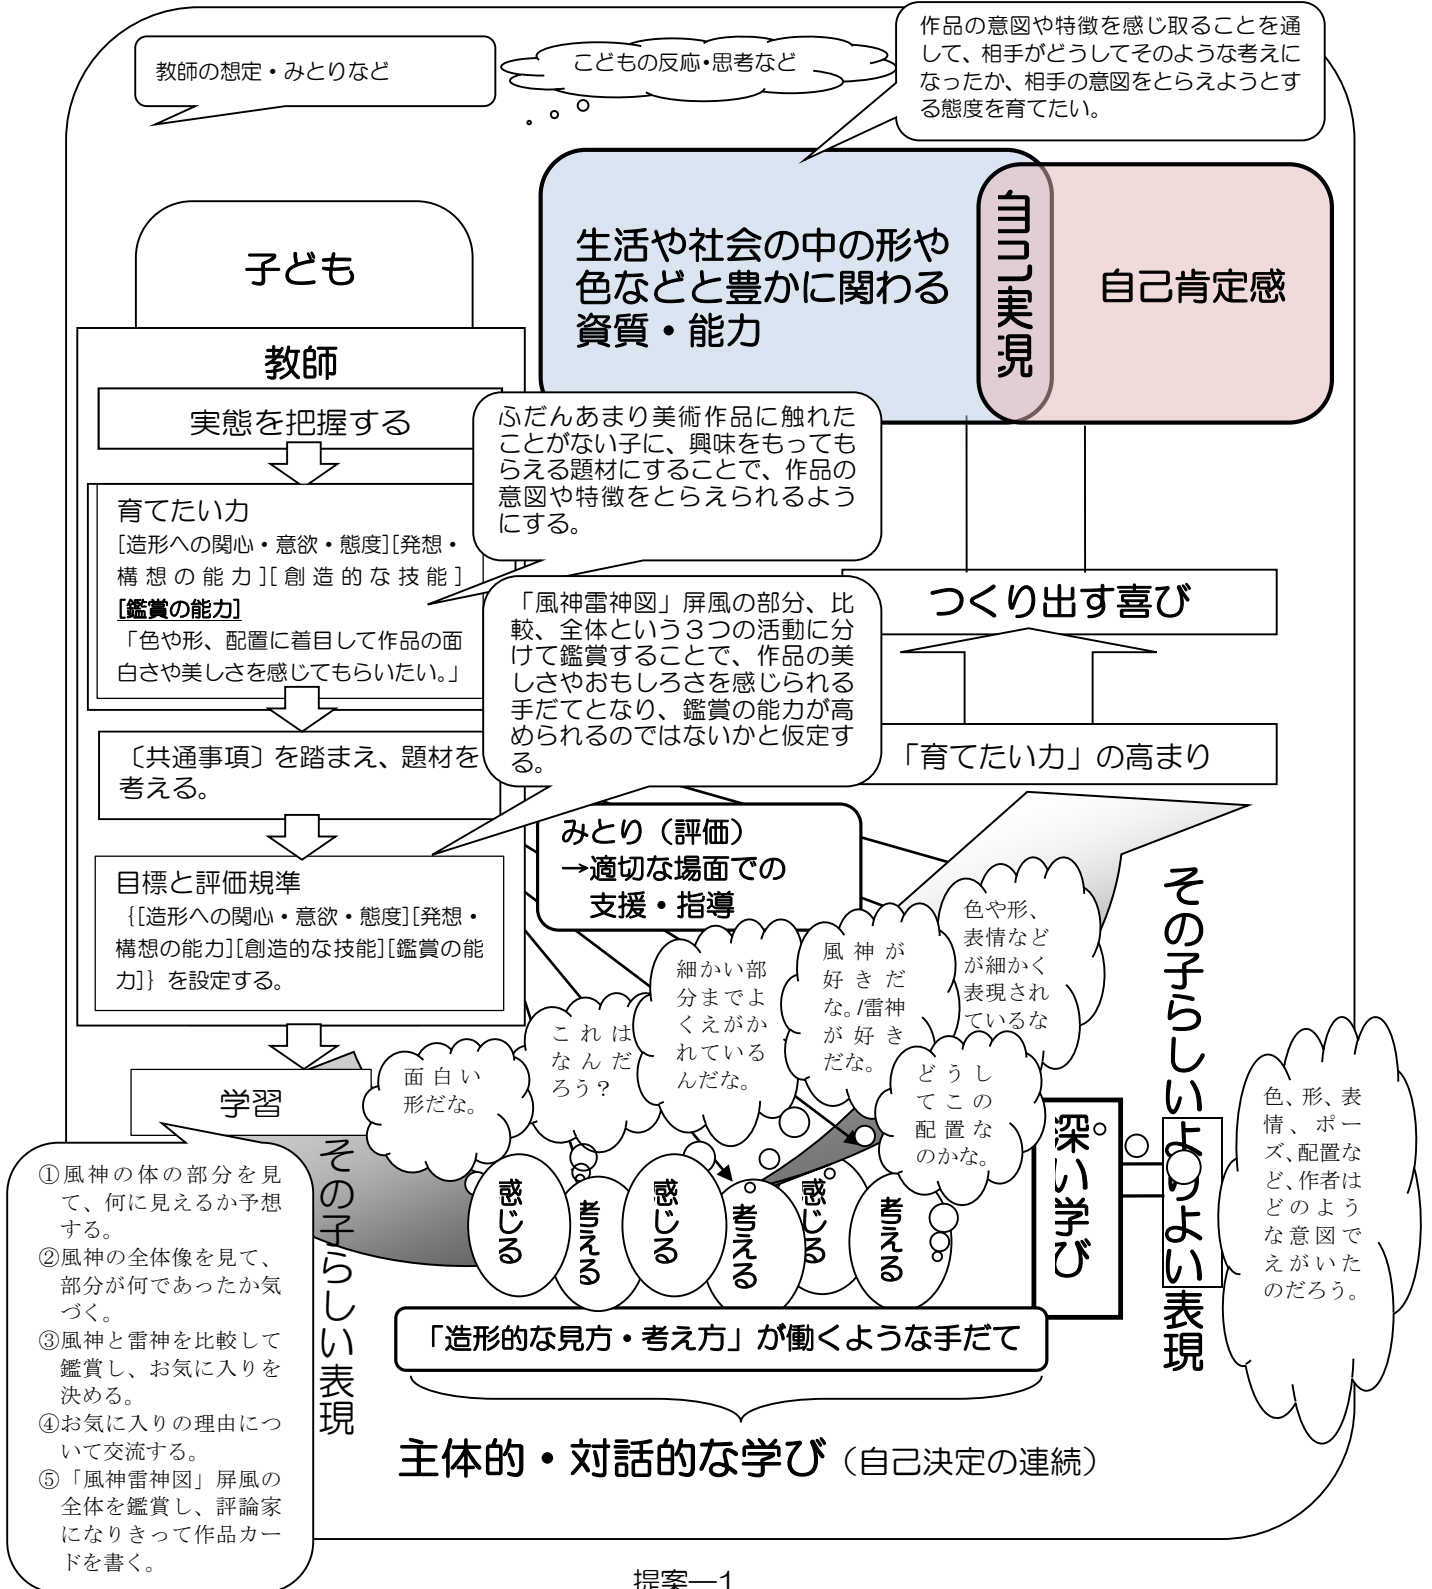 教師の想定・みとりなど
こどもの反応・思考など
作品の意図や特徴を感じ取ることを通
して、相手がどうしてそのような考えに
なったか、相手の意図をとらえようとす
る態度を育てたい。
生活や社会の中の形や
色などと豊かに関わる
資質・能力
自己実現
自己肯定感
子ども
教師
実態を把握する
ふだんあまり美術作品に触れた
ことがない子に、興味をもっても
らえる題材にすることで、作品の
意図や特徴をとらえられるよう
にする。
育てたい力
[造形への関心・意欲・態度][発想・
構想の能力][創造的な技能]
[鑑賞の能力]
「色や形、配置に着目して作品の面
白さや美しさを感じてもらいたい。」
「風神雷神図」屏風の部分、比
較、全体という３つの活動に分
けて鑑賞することで、作品の美
しさやおもしろさを感じられる
手だてとなり、鑑賞の能力が高
められるのではないかと仮定す
る。
つくり出す喜び
「育てたい力」の高まり
〔共通事項〕を踏まえ、題材を
考える。
みとり（評価）
→適切な場面での
支援・指導
目標と評価規準
{[造形への関心・意欲・態度][発想・
構想の能力][創造的な技能][鑑賞の能
力]}を設定する。
学習
面白い
形だな。
これは
なんだ
ろう？
細かい部
分までよ
くえがか
れている
んだな。
風神が
好きだ
な。/雷神
が好き
だな。
色や形、
表情など
が細かく
表現され
ているな
どうし
てこの
配置な
のかな。
色、形、表
情、ポー
ズ、配置な
ど、作者は
どのよう
な意図で
えがいた
のだろう。
①風神の体の部分を見
て、何に見えるか予想
する。
②風神の全体像を見て、
部分が何であったか気
づく。
③風神と雷神を比較して
鑑賞し、お気に入りを
決める。
④お気に入りの理由につ
いて交流する。
⑤「風神雷神図」屏風の
全体を鑑賞し、評論家
になりきって作品カー
ドを書く。
その子らしい表現
感じる
考える
感じる
考える
感じる
考える
深い学び
その子らしいよりよい表現
「造形的な見方・考え方」が働くような手だて
主体的・対話的な学び（自己決定の連続）
提案―1